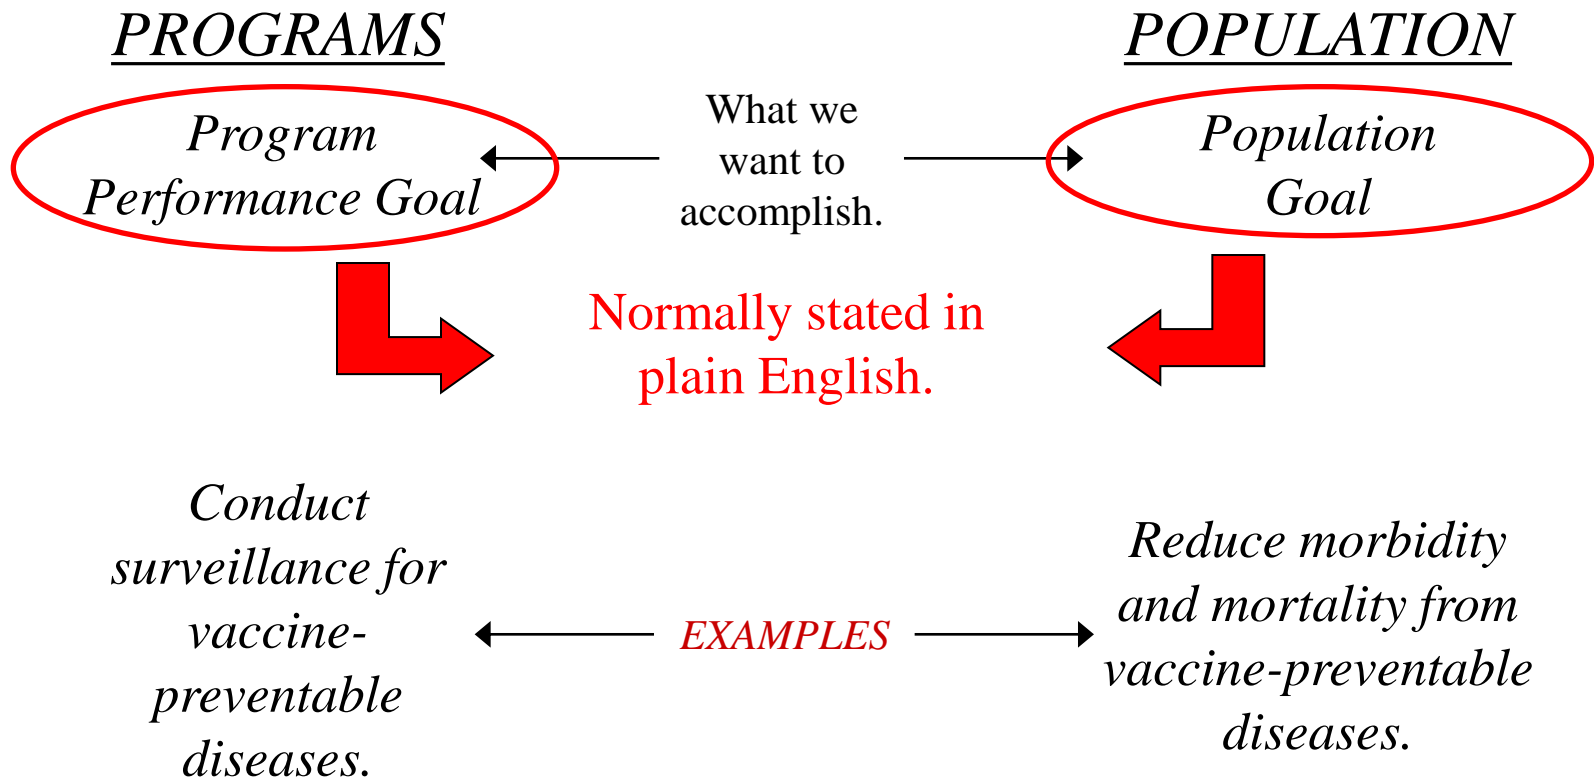 PROGRAMS
POPULATION
Program
Performance Goal
What we
want to
accomplish.
Population
Goal
Normally stated in
plain English.
Conduct
surveillance for
vaccine-
preventable
diseases.
EXAMPLES
Reduce morbidity
and mortality from
vaccine-preventable
diseases.